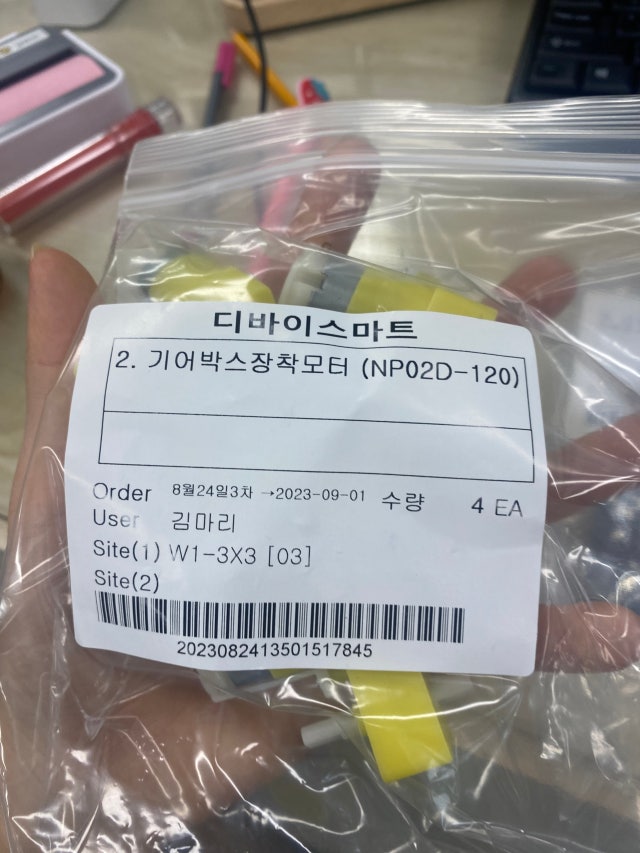 디바이스마트
2. 기어박스장착모터 (NP02D-120)
Order 8월24일3차 →2023-09-01 수량 4 EA
User 김마리
Site(1) W1-3X3 [03]
Site(2)
2023082413501517845